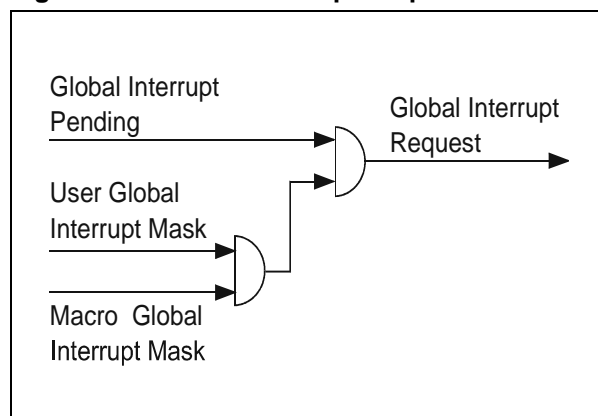 Global Interrupt
Pending
Global Interrupt
Request
User Global
Interrupt Mask
Macro Global
Interrupt Mask